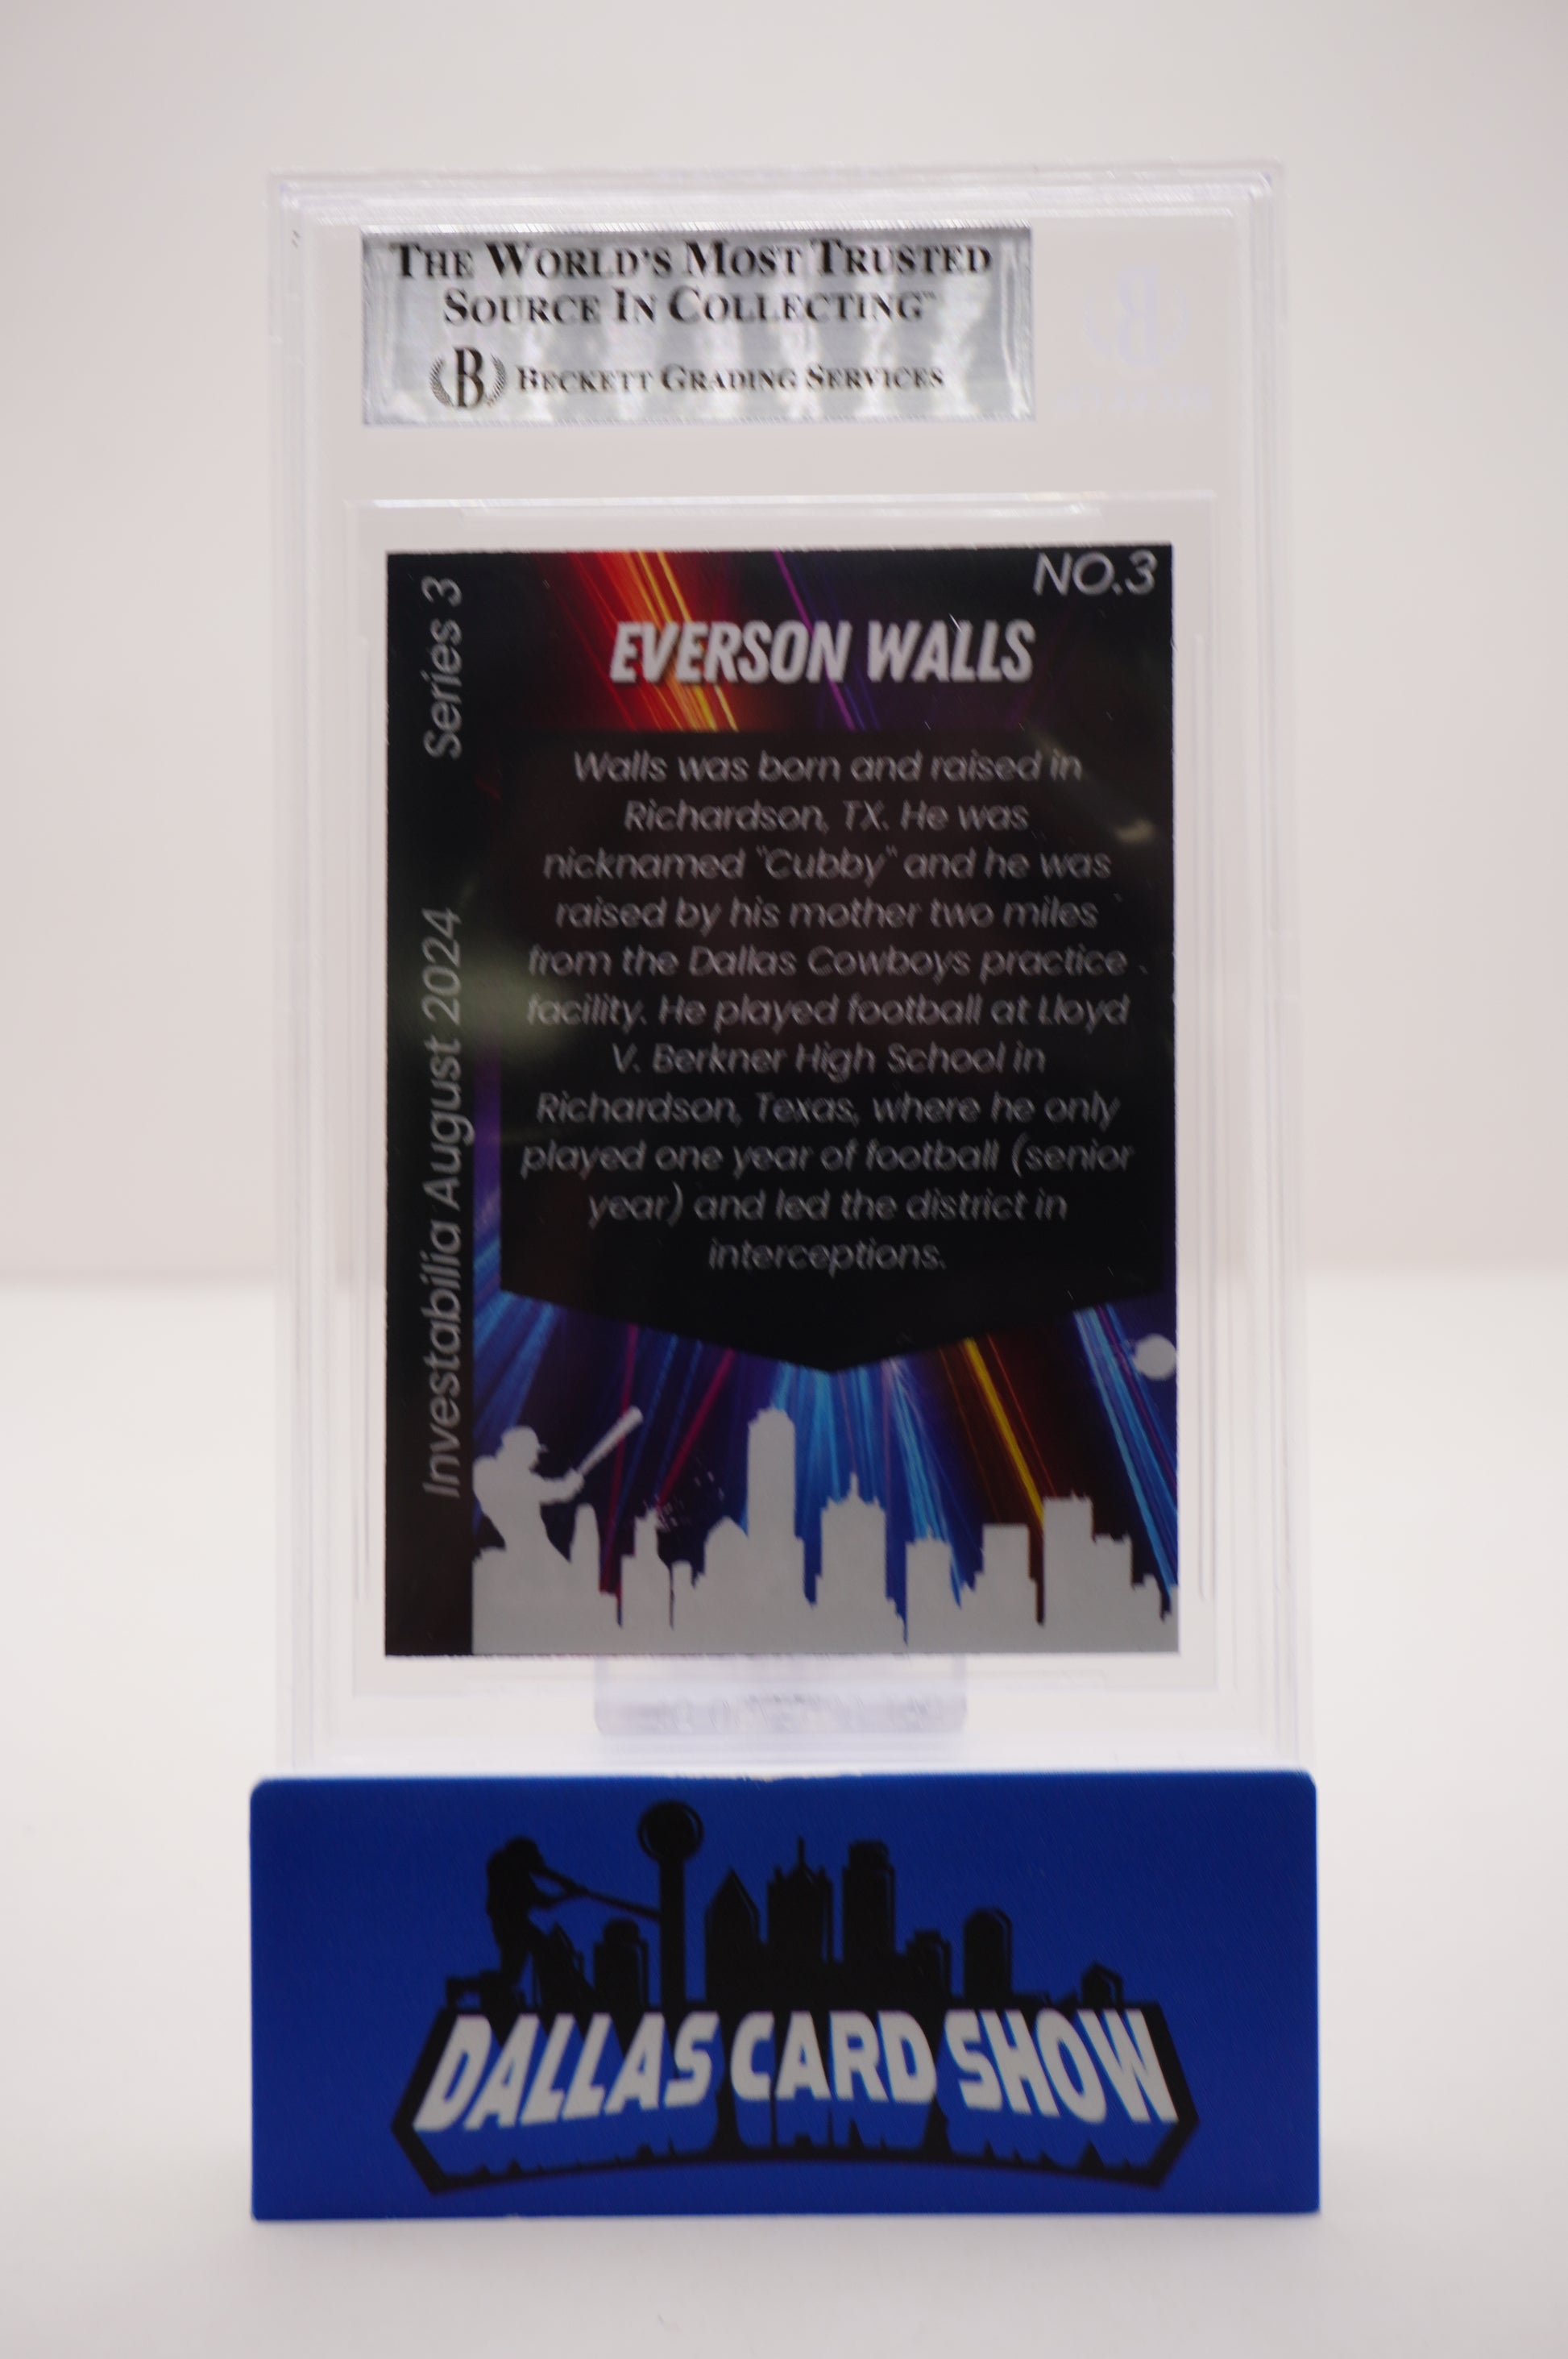 THE WORLD'S MOST TRUSTED
SOURCE IN COLLECTING™
B BECKETT GRADING SERVICES
NO.3
Series 3
Investabilia August 2024
EVERSON WALLS
Walls was born and raised in
Richardson, TX. He was
nicknamed "Cubby" and he was
raised by his mother two miles
from the Dallas Cowboys practice
facility. He played football at Lloyd
V. Berkner High School in
Richardson, Texas, where he only
played one year of football (senior
year) and led the district in
interceptions.
DALLAS CARD SHOW